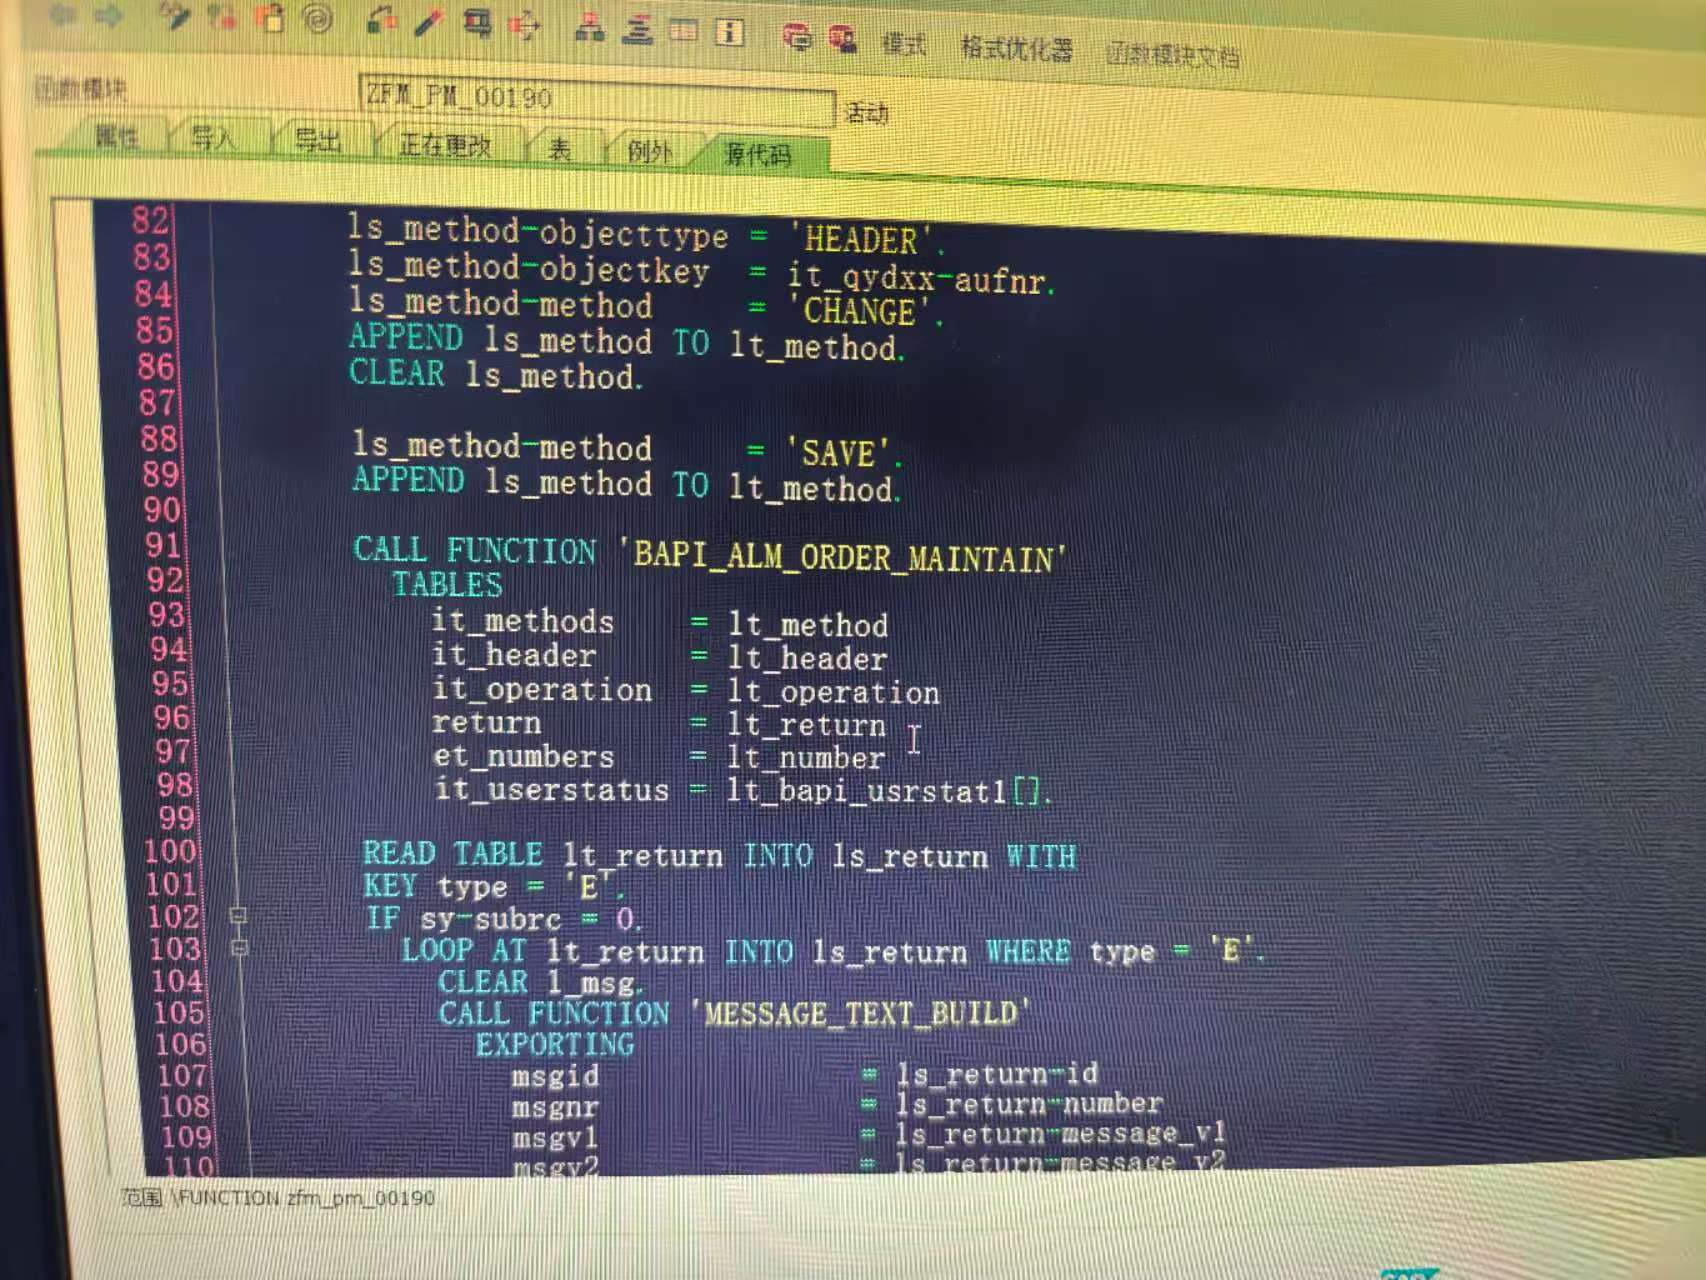 模式 格式优化器 函数模块文档
函数模块 ZFM_PM_00190 活动
属性 导入 导出 正在更改 表 例外 源代码
82 ls_method-objecttype = 'HEADER'.
83 ls_method-objectkey = it_qydxx-aufnr.
84 ls_method-method = 'CHANGE'.
85 APPEND ls_method TO lt_method.
86 CLEAR ls_method.
87
88 ls_method-method = 'SAVE'.
89 APPEND ls_method TO lt_method.
90
91 CALL FUNCTION 'BAPI_ALM_ORDER_MAINTAIN'
92 TABLES
93 it_methods = lt_method
94 it_header = lt_header
95 it_operation = lt_operation
96 return = lt_return
97 et_numbers = lt_number
98 it_userstatus = lt_bapi_usrstat1[].
99
100 READ TABLE lt_return INTO ls_return WITH
101 KEY type = 'E'.
102 IF sy-subrc = 0.
103 LOOP AT lt_return INTO ls_return WHERE type = 'E'.
104 CLEAR l_msg.
105 CALL FUNCTION 'MESSAGE_TEXT_BUILD'
106 EXPORTING
107 msgid = ls_return-id
108 msgnr = ls_return-number
109 msgv1 = ls_return-message_v1
110 msgv2 = ls_return-message_v2
范围 \FUNCTION zfm_pm_00190